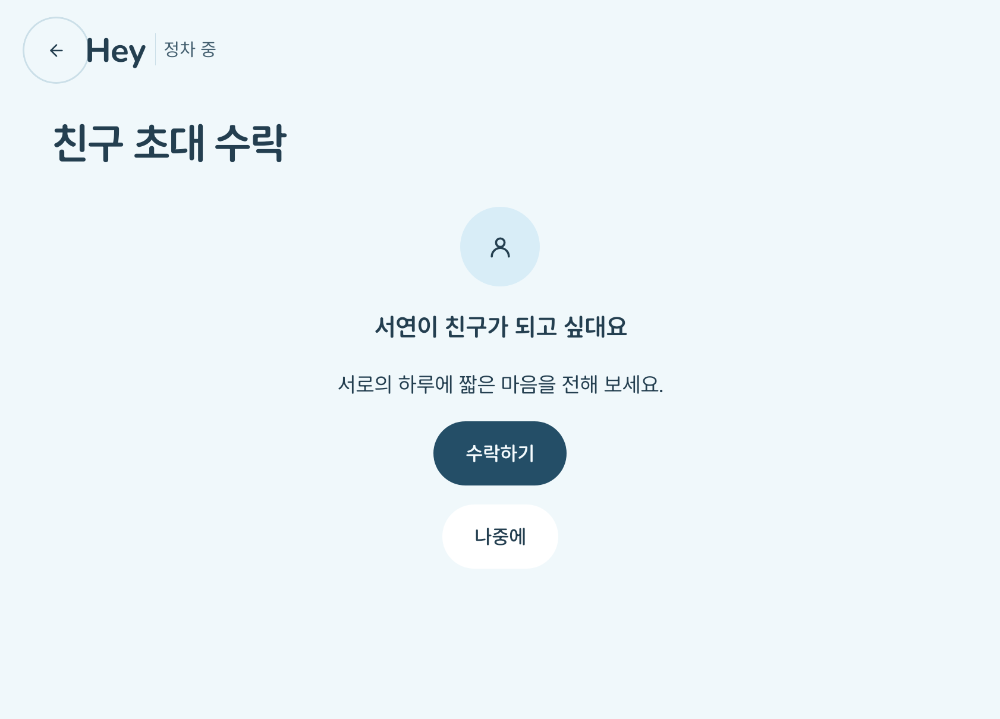 Hey 정차 중
친구 초대 수락
서연이 친구가 되고 싶대요
서로의 하루에 짧은 마음을 전해 보세요.
수락하기
나중에